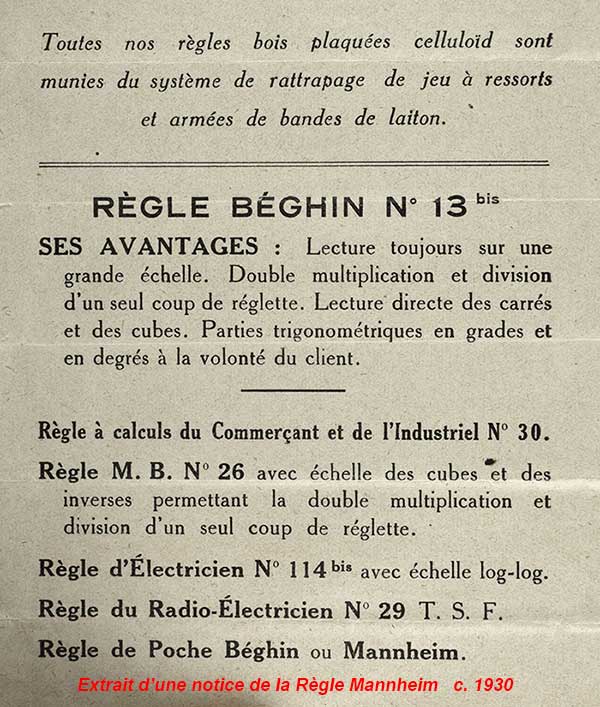 Toutes nos règles bois plaquées celluloïd sont
munies du système de rattrapage de jeu à ressorts
et armées de bandes de laiton.
RÈGLE BÉGHIN N° 13 bis
SES AVANTAGES : Lecture toujours sur une
grande échelle. Double multiplication et division
d'un seul coup de réglette. Lecture directe des carrés
et des cubes. Parties trigonométriques en grades et
en degrés à la volonté du client.
Règle à calculs du Commerçant et de l'Industriel N° 30.
Règle M. B. N° 26 avec échelle des cubes et des
inverses permettant la double multiplication et
division d'un seul coup de réglette.
Règle d'Électricien N° 114 bis avec échelle log-log.
Règle du Radio-Électricien N° 29 T. S. F.
Règle de Poche Béghin ou Mannheim.
Extrait d'une notice de la Règle Mannheim c. 1930